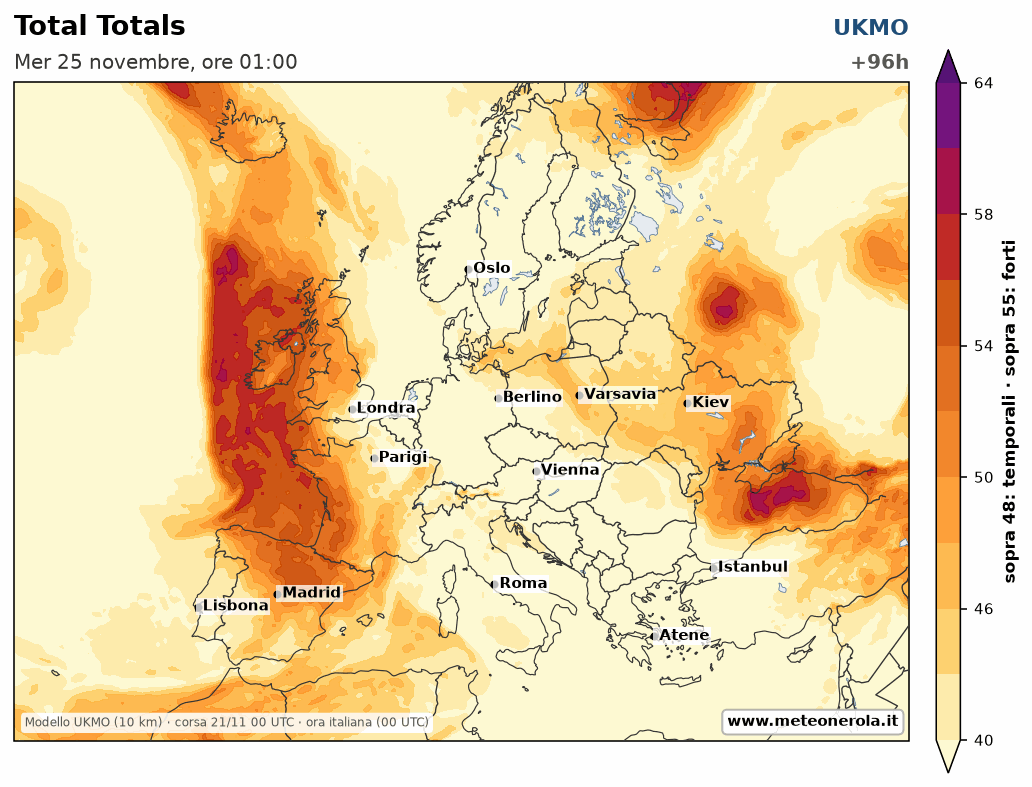 Total Totals
UKMO
Mer 25 novembre, ore 01:00
+96h
64
58
54
50
46
40
sopra 48: temporali · sopra 55: forti
Oslo
Berlino
Varsavia
Kiev
Londra
Parigi
Vienna
Istanbul
Roma
Madrid
Lisbona
Atene
Modello UKMO (10 km) · corsa 21/11 00 UTC · ora italiana (00 UTC)
www.meteonerola.it